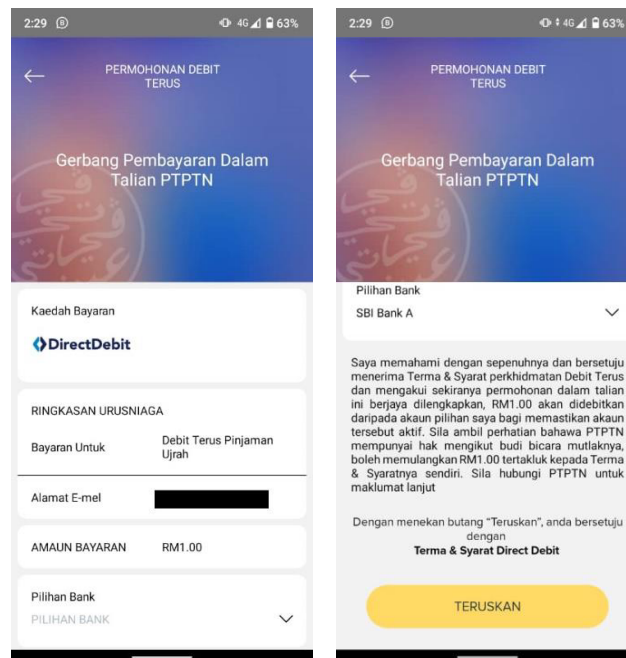 2:29
4G 63%
PERMOHONAN DEBIT
TERUS
Gerbang Pembayaran Dalam
Talian PTPTN
Kaedah Bayaran
DirectDebit
RINGKASAN URUSNIAGA
Bayaran Untuk
Debit Terus Pinjaman
Ujrah
Alamat E-mel
AMAUN BAYARAN
RM1.00
Pilihan Bank
PILIHAN BANK
2:29
4G 63%
PERMOHONAN DEBIT
TERUS
Gerbang Pembayaran Dalam
Talian PTPTN
Pilihan Bank
SBI Bank A
Saya memahami dengan sepenuhnya dan bersetuju
menerima Terma & Syarat perkhidmatan Debit Terus
dan mengakui sekiranya permohonan dalam talian
ini berjaya dilengkapkan, RM1.00 akan didebitkan
daripada akaun pilihan saya bagi memastikan akaun
tersebut aktif. Sila ambil perhatian bahawa PTPTN
mempunyai hak mengikut budi bicara mutlaknya,
boleh memulangkan RM1.00 tertakluk kepada Terma
& Syaratnya sendiri. Sila hubungi PTPTN untuk
maklumat lanjut
Dengan menekan butang "Teruskan", anda bersetuju
dengan
Terma & Syarat Direct Debit
TERUSKAN